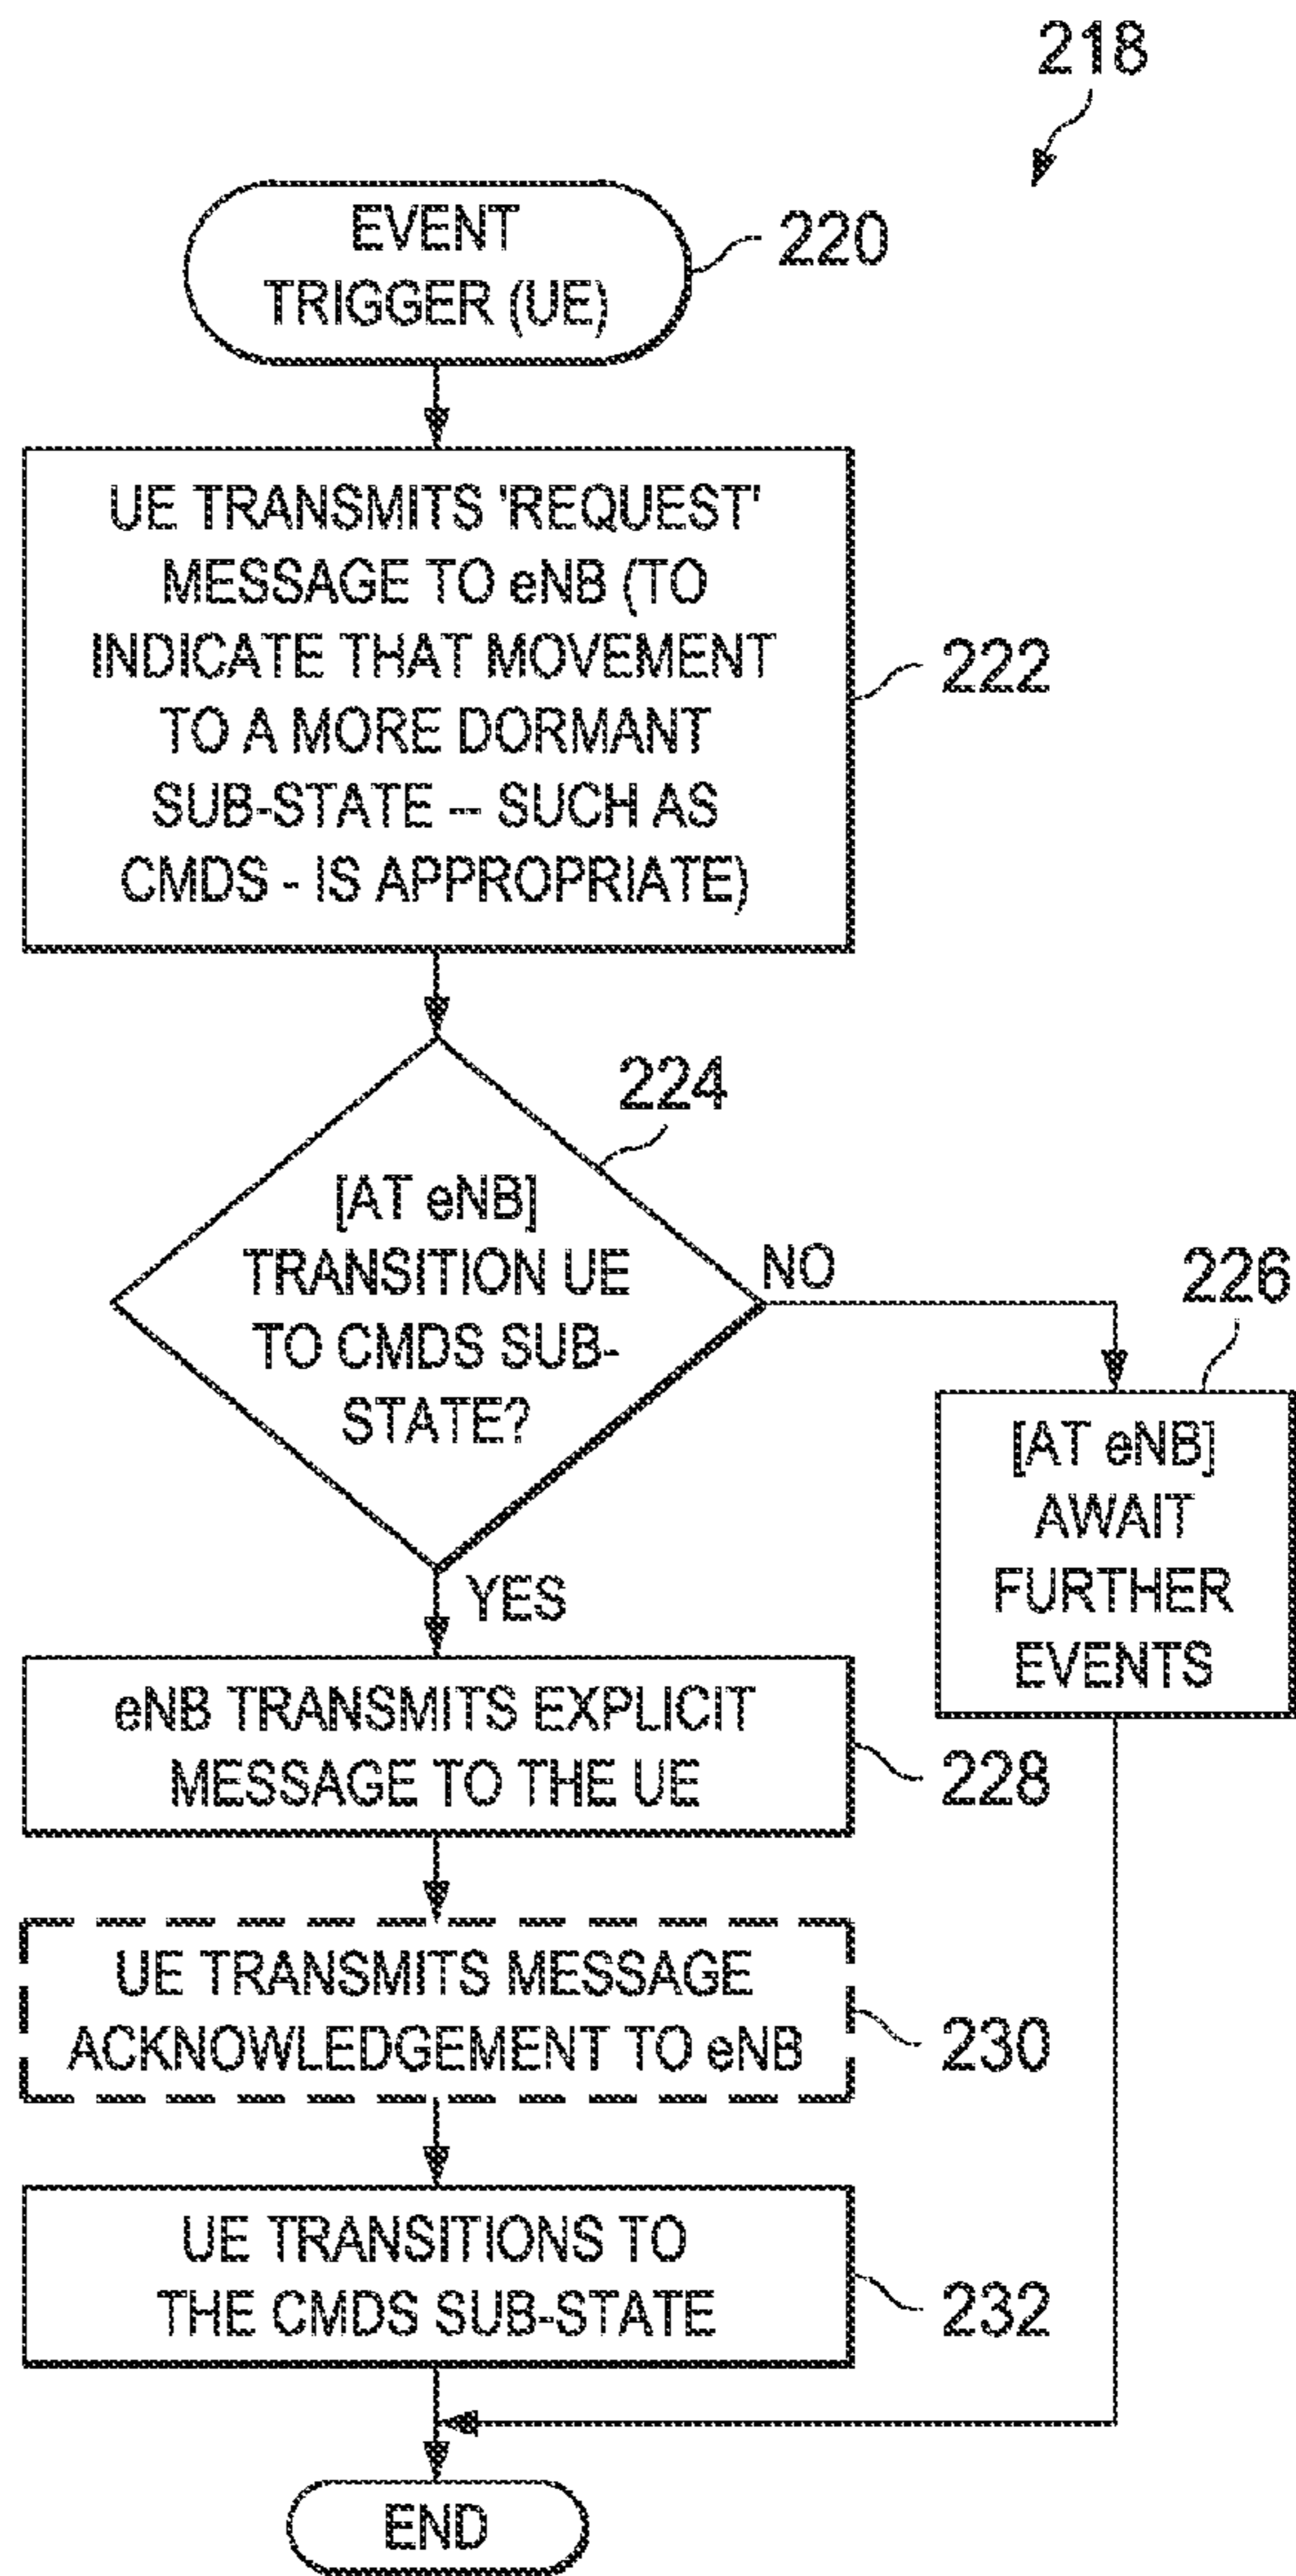 218
EVENT
TRIGGER (UE)
220
UE TRANSMITS 'REQUEST'
MESSAGE TO eNB (TO
INDICATE THAT MOVEMENT
TO A MORE DORMANT
SUB-STATE -- SUCH AS
CMDS - IS APPROPRIATE)
222
224
[AT eNB]
TRANSITION UE
TO CMDS SUB-
STATE?
NO
226
[AT eNB]
AWAIT
FURTHER
EVENTS
YES
eNB TRANSMITS EXPLICIT
MESSAGE TO THE UE
228
UE TRANSMITS MESSAGE
ACKNOWLEDGEMENT TO eNB
230
UE TRANSITIONS TO
THE CMDS SUB-STATE
232
END